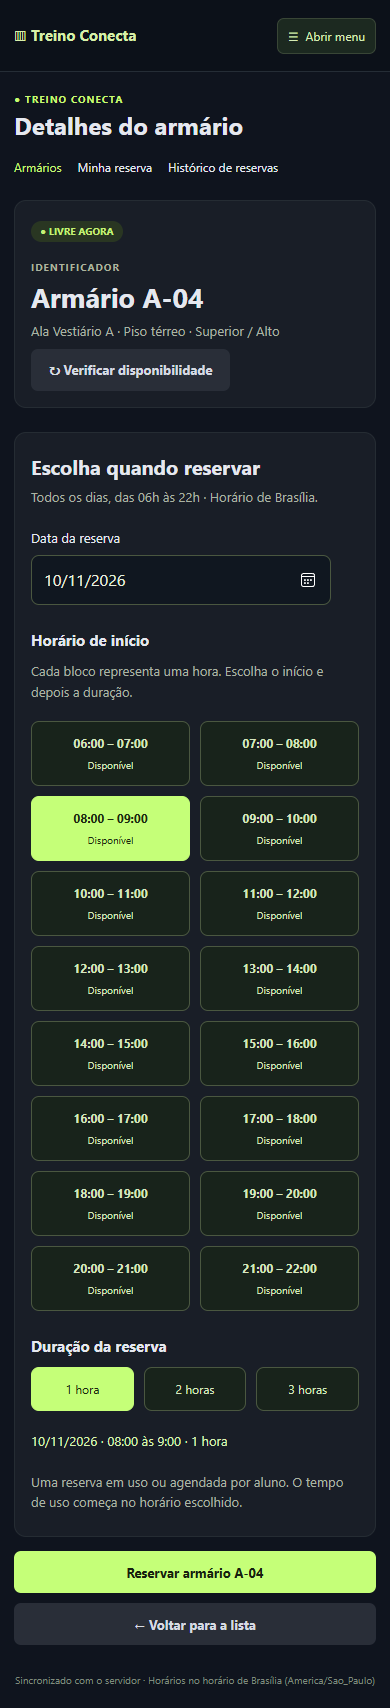 Treino Conecta
☰ Abrir menu
● TREINO CONECTA
Detalhes do armário
Armários Minha reserva Histórico de reservas
● LIVRE AGORA
IDENTIFICADOR
Armário A-04
Ala Vestiário A · Piso térreo · Superior / Alto
↻ Verificar disponibilidade
Escolha quando reservar
Todos os dias, das 06h às 22h · Horário de Brasília.
Data da reserva
10/11/2026
Horário de início
Cada bloco representa uma hora. Escolha o início e
depois a duração.
06:00 – 07:00 07:00 – 08:00
Disponível Disponível
08:00 – 09:00 09:00 – 10:00
Disponível Disponível
10:00 – 11:00 11:00 – 12:00
Disponível Disponível
12:00 – 13:00 13:00 – 14:00
Disponível Disponível
14:00 – 15:00 15:00 – 16:00
Disponível Disponível
16:00 – 17:00 17:00 – 18:00
Disponível Disponível
18:00 – 19:00 19:00 – 20:00
Disponível Disponível
20:00 – 21:00 21:00 – 22:00
Disponível Disponível
Duração da reserva
1 hora 2 horas 3 horas
10/11/2026 · 08:00 às 9:00 · 1 hora
Uma reserva em uso ou agendada por aluno. O tempo
de uso começa no horário escolhido.
Reservar armário A-04
← Voltar para a lista
Sincronizado com o servidor · Horários no horário de Brasília (America/Sao_Paulo)